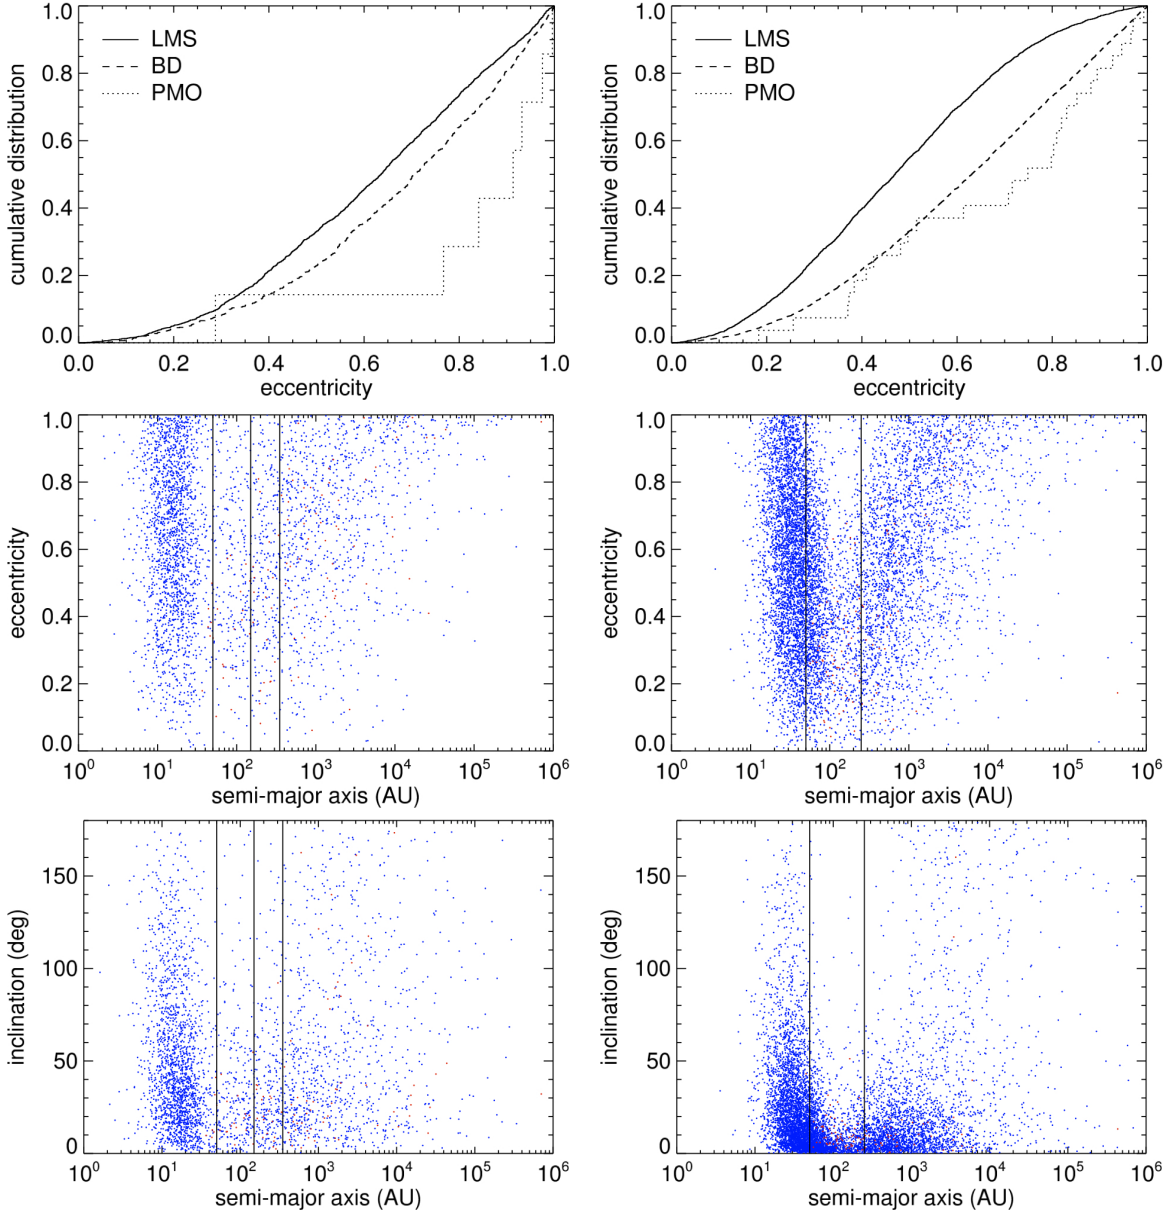 1.0
0.8
0.6
0.4
0.2
0.0
cumulative distribution
LMS
BD
PMO
0.0 0.2 0.4 0.6 0.8 1.0
eccentricity
1.0
0.8
0.6
0.4
0.2
0.0
cumulative distribution
LMS
BD
PMO
0.0 0.2 0.4 0.6 0.8 1.0
eccentricity
1.0
0.8
0.6
0.4
0.2
0.0
eccentricity
10⁰ 10¹ 10² 10³ 10⁴ 10⁵ 10⁶
semi-major axis (AU)
1.0
0.8
0.6
0.4
0.2
0.0
eccentricity
10⁰ 10¹ 10² 10³ 10⁴ 10⁵ 10⁶
semi-major axis (AU)
150
100
50
0
inclination (deg)
10⁰ 10¹ 10² 10³ 10⁴ 10⁵ 10⁶
semi-major axis (AU)
150
100
50
0
inclination (deg)
10⁰ 10¹ 10² 10³ 10⁴ 10⁵ 10⁶
semi-major axis (AU)